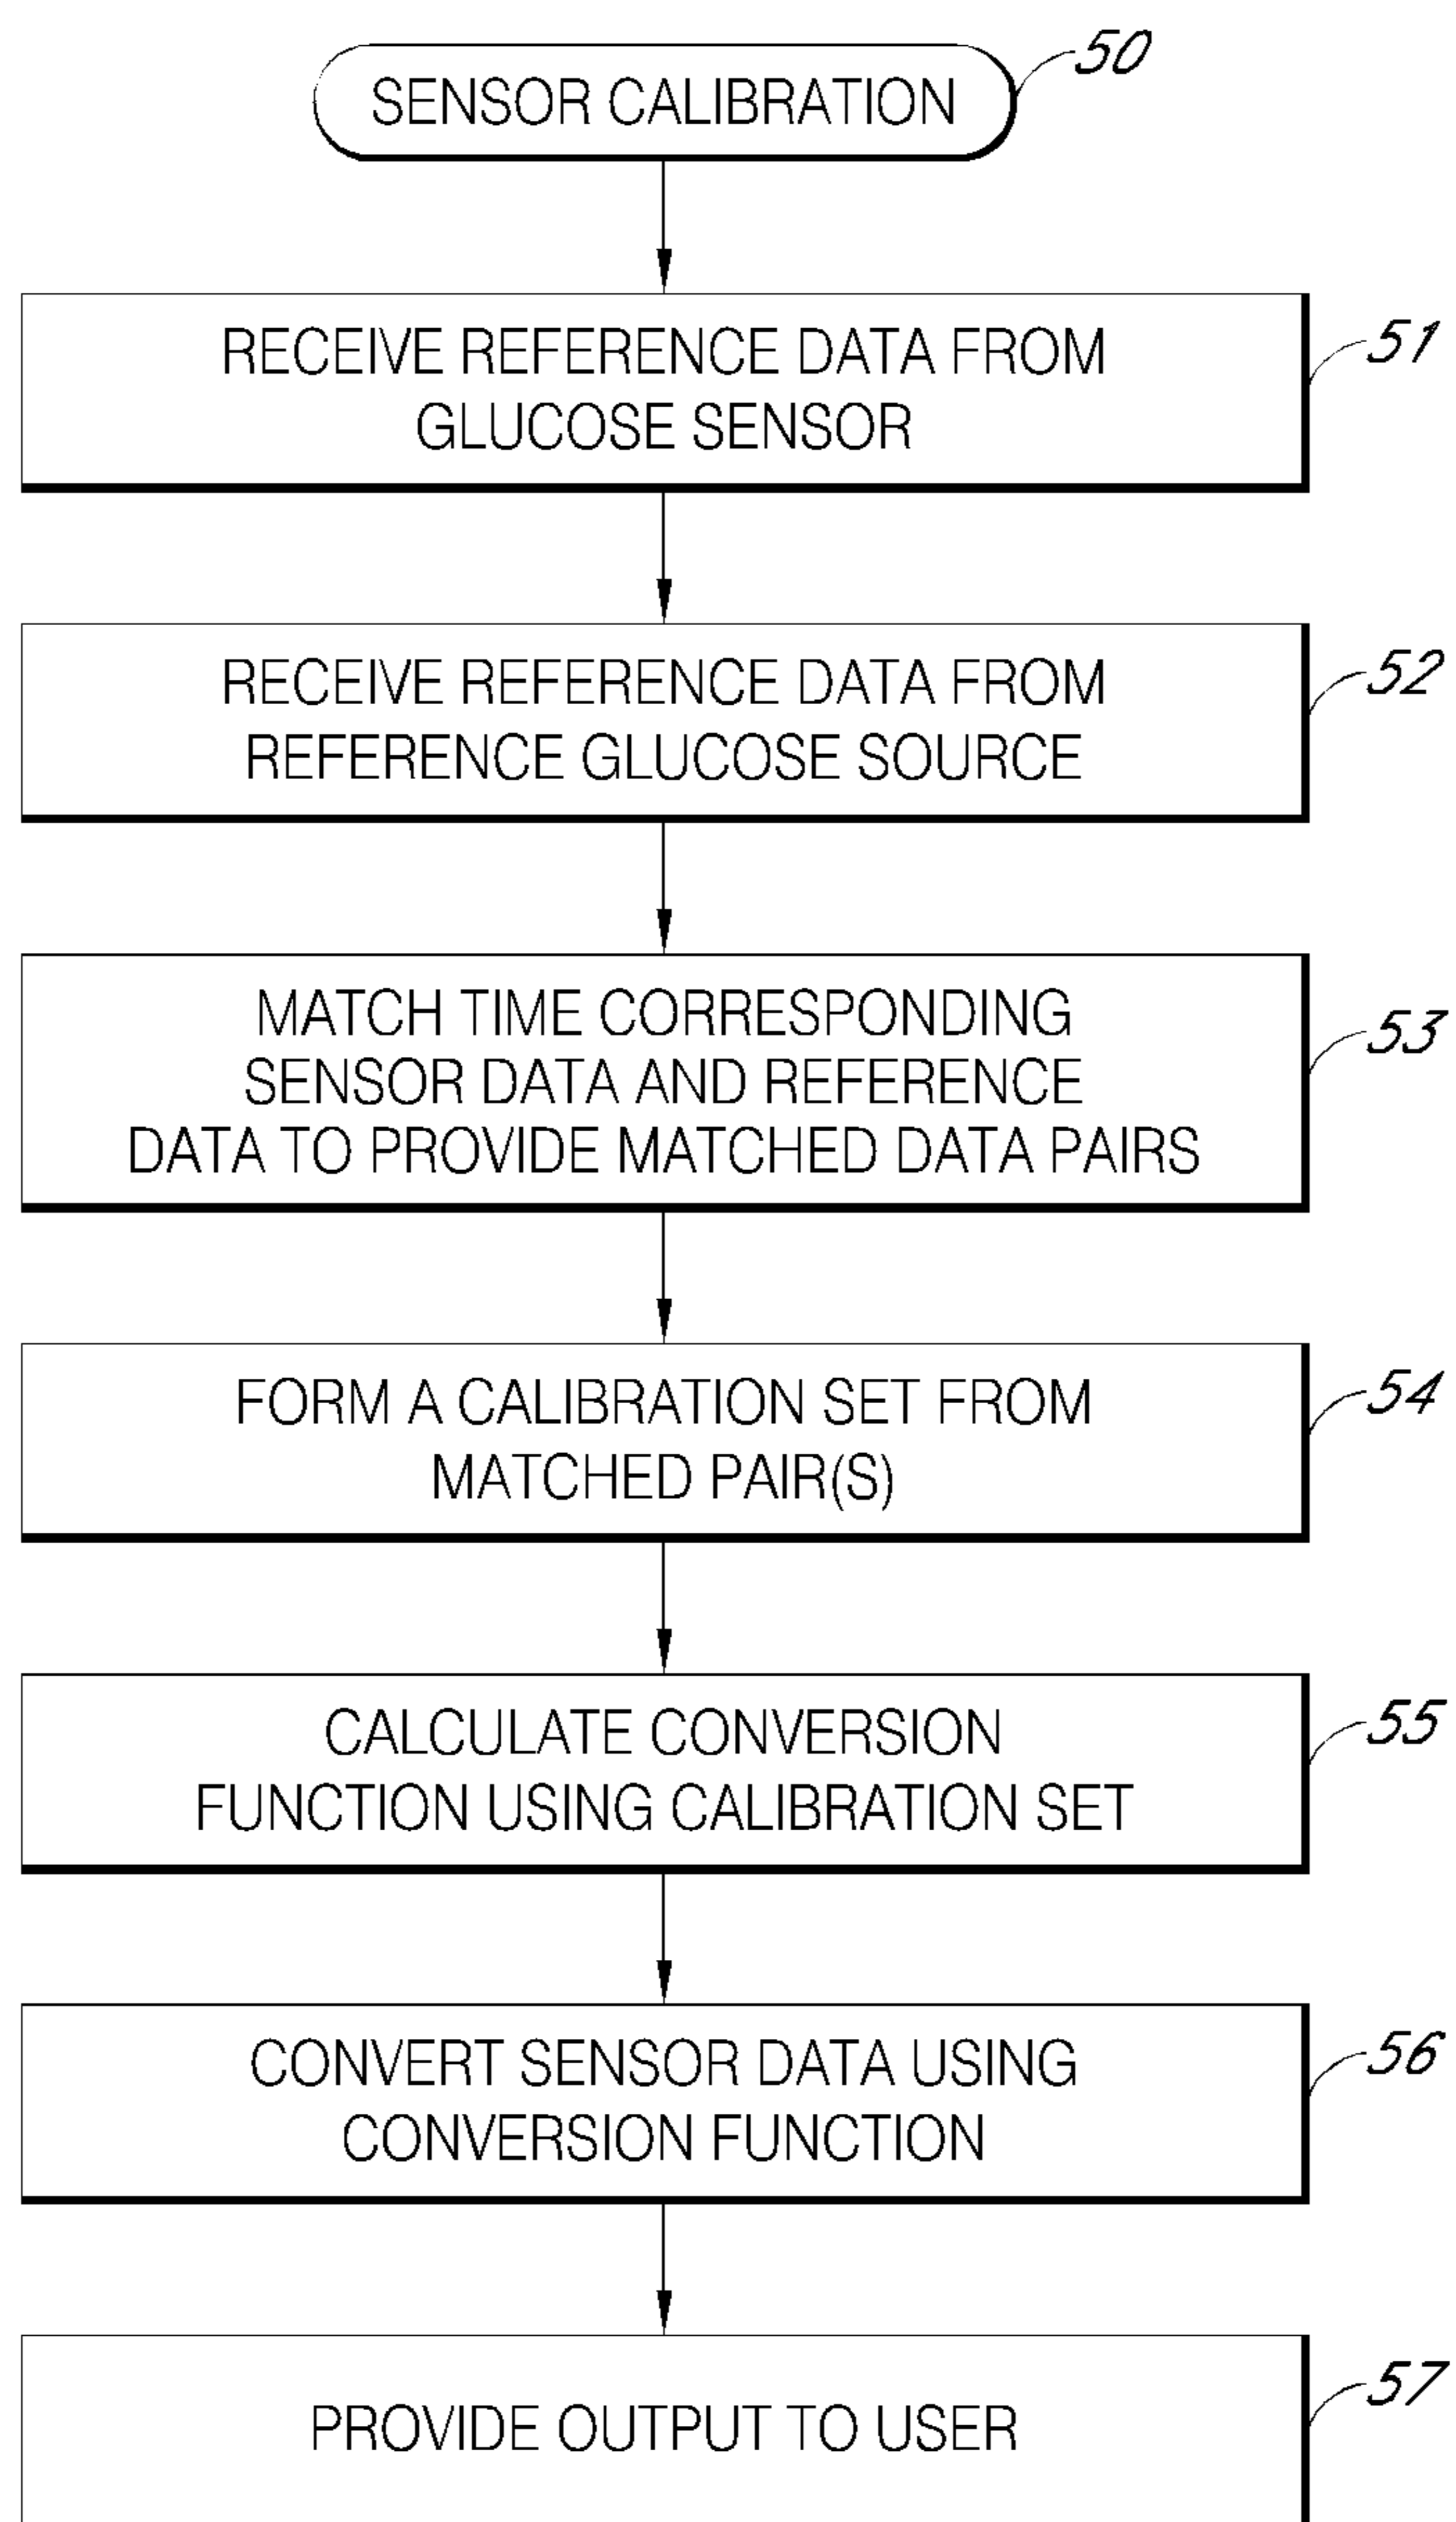 SENSOR CALIBRATION
50
RECEIVE REFERENCE DATA FROM
GLUCOSE SENSOR
51
RECEIVE REFERENCE DATA FROM
REFERENCE GLUCOSE SOURCE
52
MATCH TIME CORRESPONDING
SENSOR DATA AND REFERENCE
DATA TO PROVIDE MATCHED DATA PAIRS
53
FORM A CALIBRATION SET FROM
MATCHED PAIR(S)
54
CALCULATE CONVERSION
FUNCTION USING CALIBRATION SET
55
CONVERT SENSOR DATA USING
CONVERSION FUNCTION
56
PROVIDE OUTPUT TO USER
57